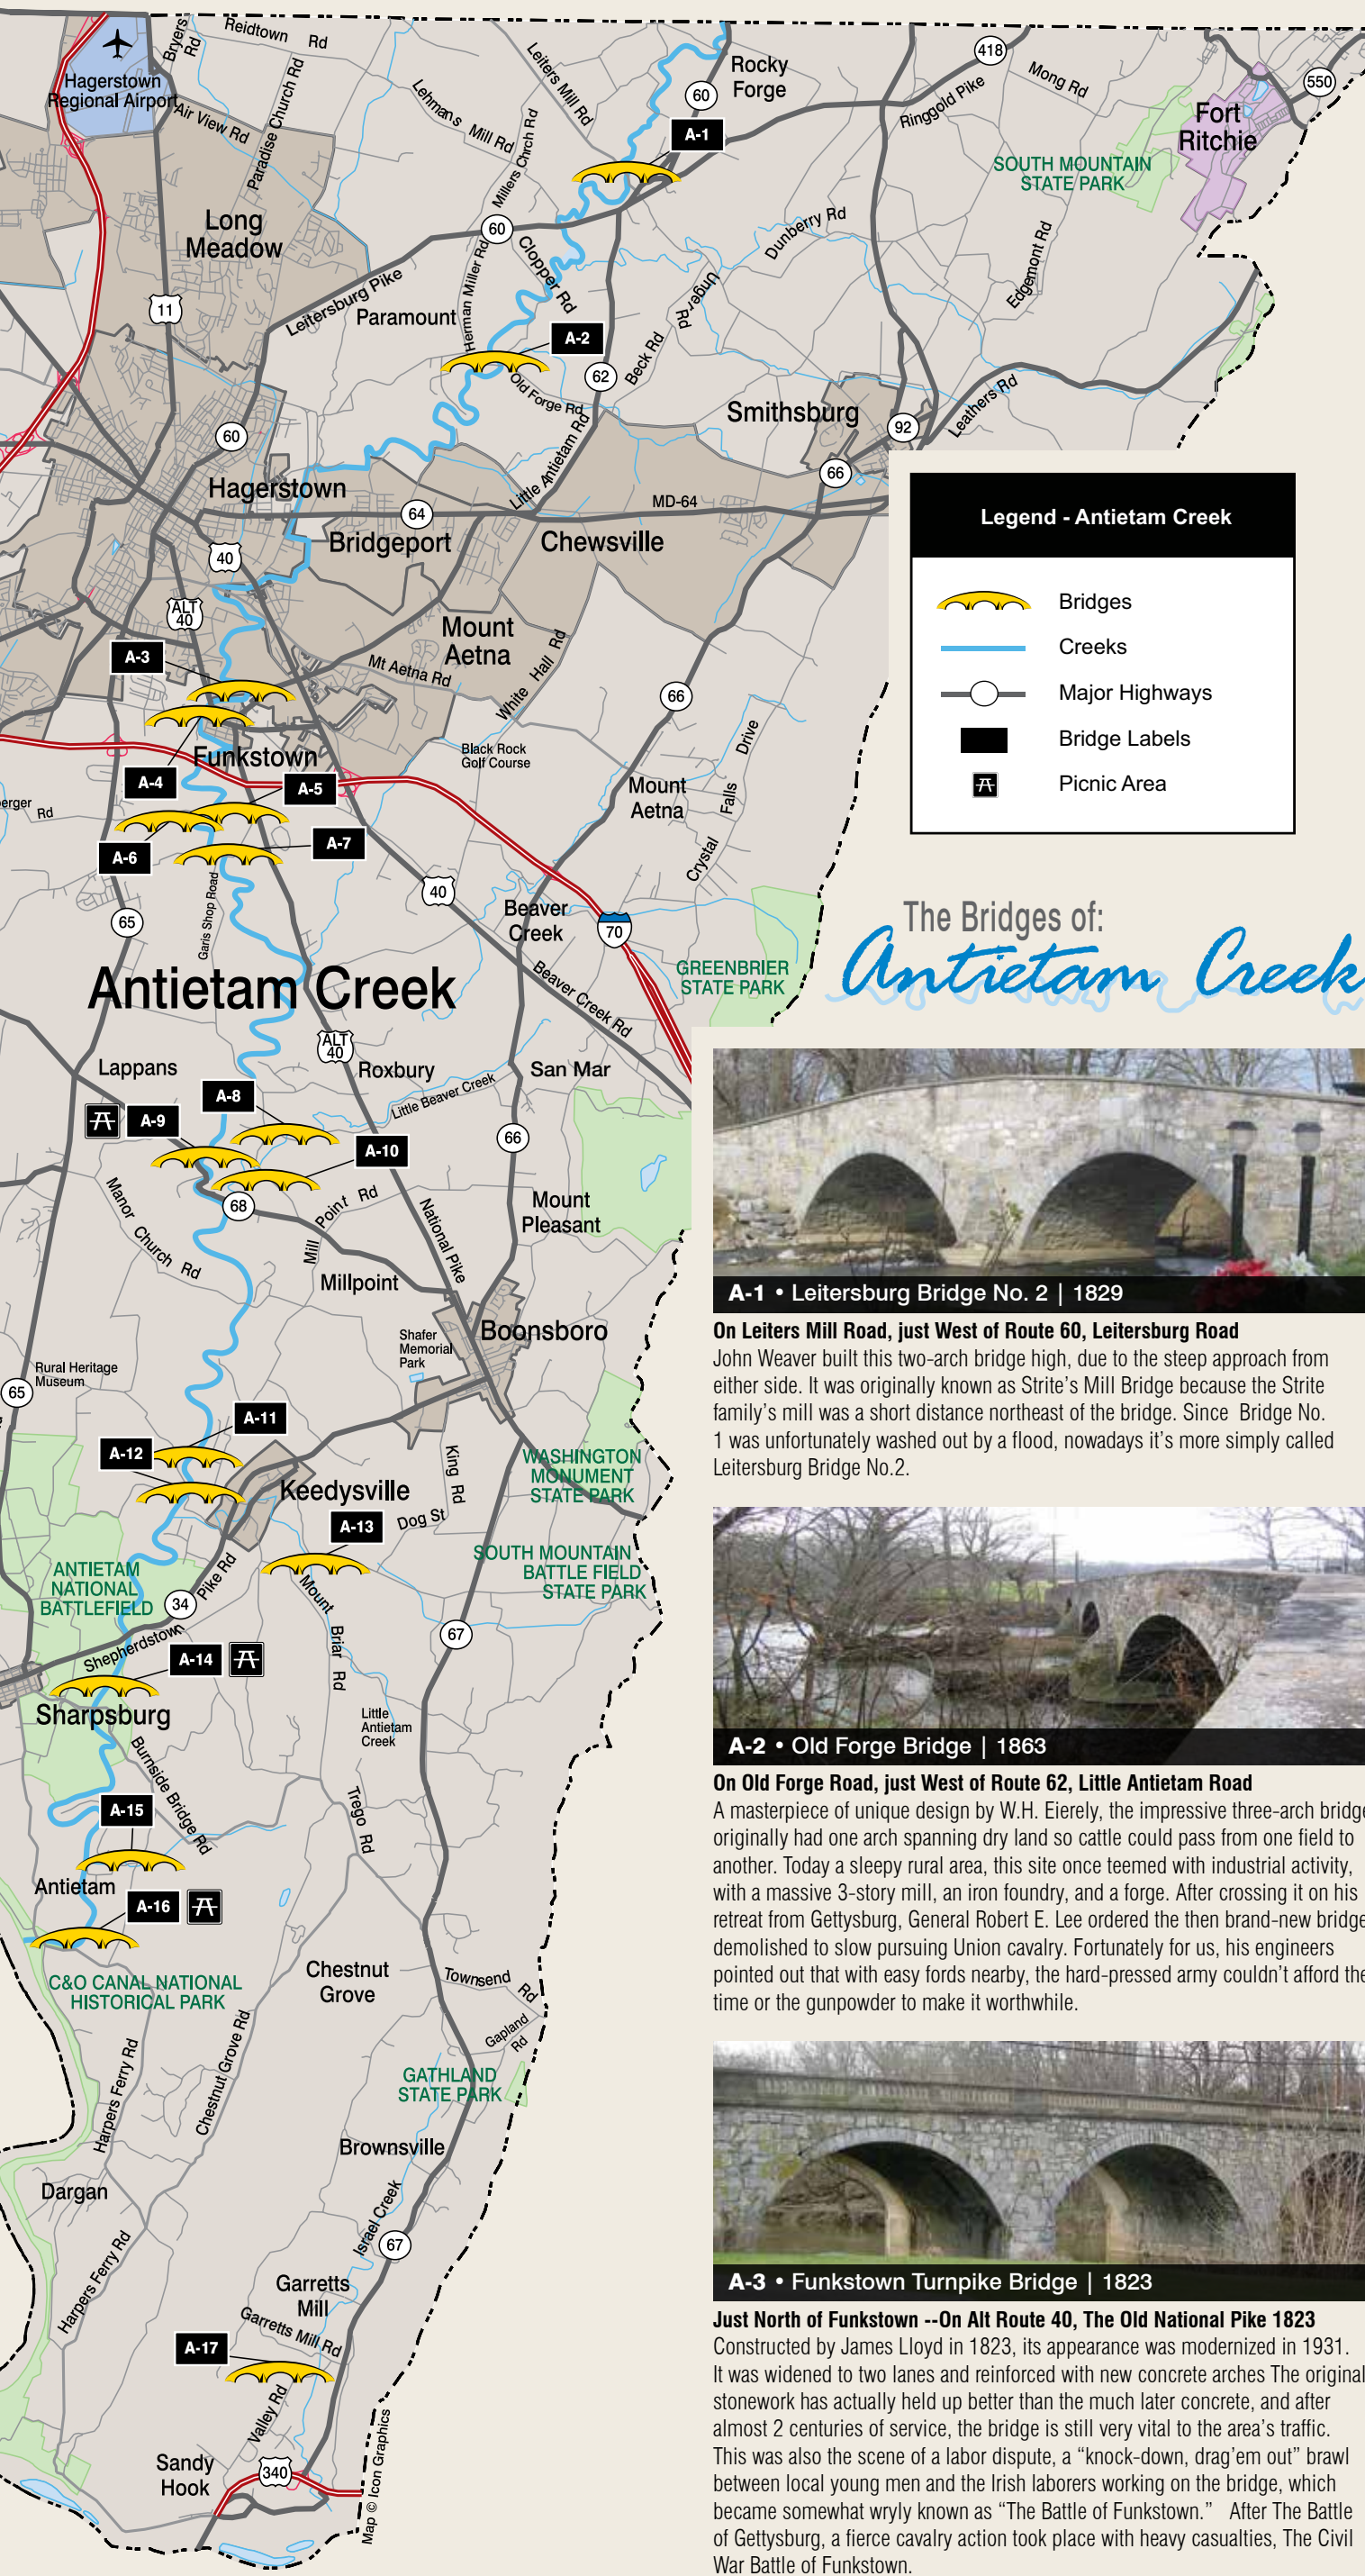 Bryers
Rd
Reidtown Rd
Leiters Mill Rd
Rocky
Forge
60
418
Mong Rd
550
Hagerstown
Regional Airport
Air View Rd
Paradise Church Rd
Lehmans Mill Rd
Millers Chrch Rd
A-1
Ringgold Pike
Fort
Ritchie
SOUTH MOUNTAIN
STATE PARK
Long
Meadow
60
Clopper Rd
Dunberry Rd
Edgemont Rd
11
Leitersburg Pike
Paramount
Herman Miller Rd
Unger Rd
A-2
62
Beck Rd
Old Forge Rd
Smithsburg
92
Leathers Rd
60
Little Antietam Rd
66
Hagerstown
64
MD-64
Bridgeport
Chewsville
40
ALT
40
Mount
Aetna
Mt Aetna Rd
White Hall Rd
A-3
66
Funkstown
Black Rock
Golf Course
A-4
A-5
Mount
Aetna
Crystal Falls Drive
erger Rd
A-6
A-7
40
65
Garis Shop Road
Beaver
Creek
70
Antietam Creek
Beaver Creek Rd
GREENBRIER
STATE PARK
ALT
40
Lappans
Roxbury
San Mar
A-8
Little Beaver Creek
A-9
A-10
66
68
Manor Church Rd
Mill Point Rd
National Pike
Mount
Pleasant
Millpoint
Boonsboro
Shafer
Memorial
Park
Rural Heritage
Museum
65
A-11
A-12
King Rd
WASHINGTON
MONUMENT
STATE PARK
Keedysville
A-13
Dog St
SOUTH MOUNTAIN
BATTLE FIELD
STATE PARK
ANTIETAM
NATIONAL
BATTLEFIELD
34
Shepherdstown Pike Rd
Mount Briar Rd
67
A-14
Sharpsburg
Little
Antietam
Creek
Burnside Bridge Rd
Trego Rd
A-15
Antietam
A-16
C&O CANAL NATIONAL
HISTORICAL PARK
Chestnut
Grove
Townsend Rd
Gapland
Rd
Harpers Ferry Rd
Chestnut Grove Rd
GATHLAND
STATE PARK
Brownsville
Dargan
Israel Creek
67
Harpers Ferry Rd
Garretts
Mill
Garretts Mill Rd
A-17
Valley Rd
Sandy
Hook
340
Map © Icon Graphics
Legend - Antietam Creek
Bridges
Creeks
Major Highways
Bridge Labels
Picnic Area
The Bridges of:
Antietam Creek
A-1 • Leitersburg Bridge No. 2 | 1829
On Leiters Mill Road, just West of Route 60, Leitersburg Road
John Weaver built this two-arch bridge high, due to the steep approach from
either side. It was originally known as Strite's Mill Bridge because the Strite
family's mill was a short distance northeast of the bridge. Since Bridge No.
1 was unfortunately washed out by a flood, nowadays it's more simply called
Leitersburg Bridge No.2.
A-2 • Old Forge Bridge | 1863
On Old Forge Road, just West of Route 62, Little Antietam Road
A masterpiece of unique design by W.H. Eierely, the impressive three-arch bridge
originally had one arch spanning dry land so cattle could pass from one field to
another. Today a sleepy rural area, this site once teemed with industrial activity,
with a massive 3-story mill, an iron foundry, and a forge. After crossing it on his
retreat from Gettysburg, General Robert E. Lee ordered the then brand-new bridge
demolished to slow pursuing Union cavalry. Fortunately for us, his engineers
pointed out that with easy fords nearby, the hard-pressed army couldn't afford the
time or the gunpowder to make it worthwhile.
A-3 • Funkstown Turnpike Bridge | 1823
Just North of Funkstown --On Alt Route 40, The Old National Pike 1823
Constructed by James Lloyd in 1823, its appearance was modernized in 1931.
It was widened to two lanes and reinforced with new concrete arches The original
stonework has actually held up better than the much later concrete, and after
almost 2 centuries of service, the bridge is still very vital to the area's traffic.
This was also the scene of a labor dispute, a "knock-down, drag'em out" brawl
between local young men and the Irish laborers working on the bridge, which
became somewhat wryly known as "The Battle of Funkstown." After The Battle
of Gettysburg, a fierce cavalry action took place with heavy casualties, The Civil
War Battle of Funkstown.